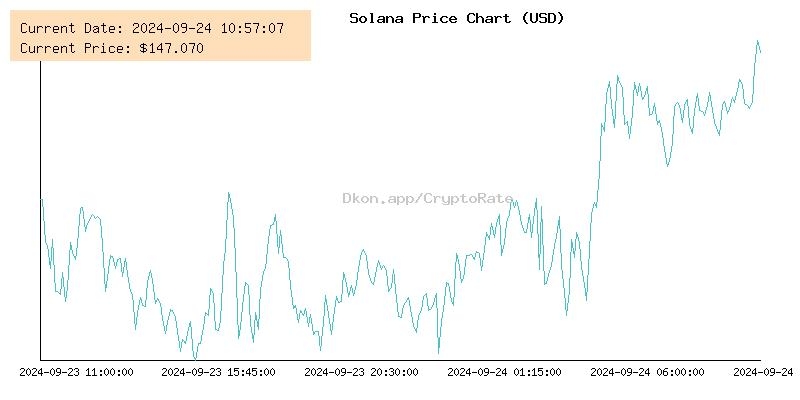 Solana Price Chart (USD)
Current Date: 2024-09-24 10:57:07
Current Price: $147.070
Dkon.app/CryptoRate
2024-09-23 11:00:00
2024-09-23 15:45:00
2024-09-23 20:30:00
2024-09-24 01:15:00
2024-09-24 06:00:00
2024-09-24